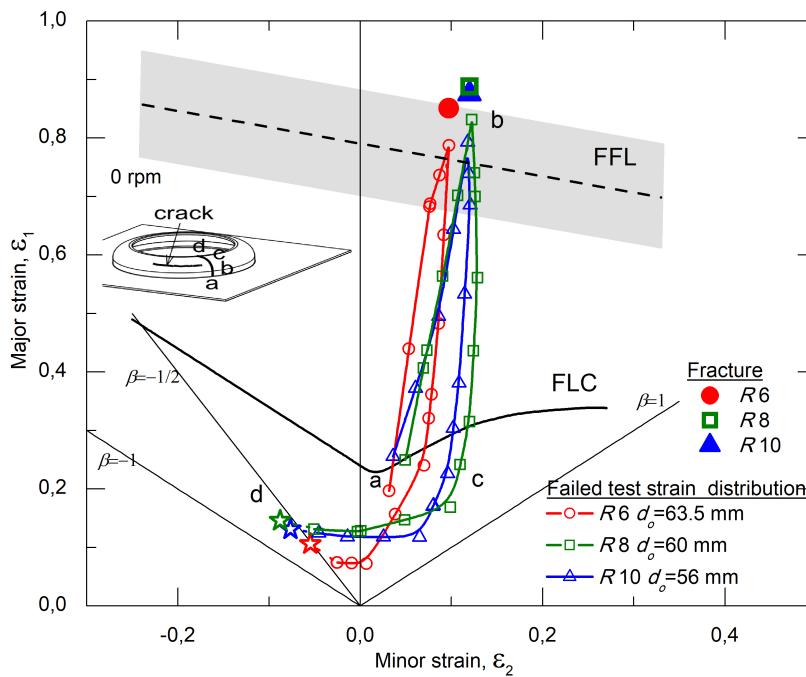 1,0
0,8
0,6
0,4
0,2
0,0
Major strain, ε1
b
FFL
0 rpm
crack
d
c
b
a
β=−1/2
FLC
β=1
β=−1
a
c
d
Fracture
R 6
R 8
R 10
Failed test strain distribution
R 6 do=63.5 mm
R 8 do=60 mm
R 10 do=56 mm
-0,2 0,0 0,2 0,4
Minor strain, ε2